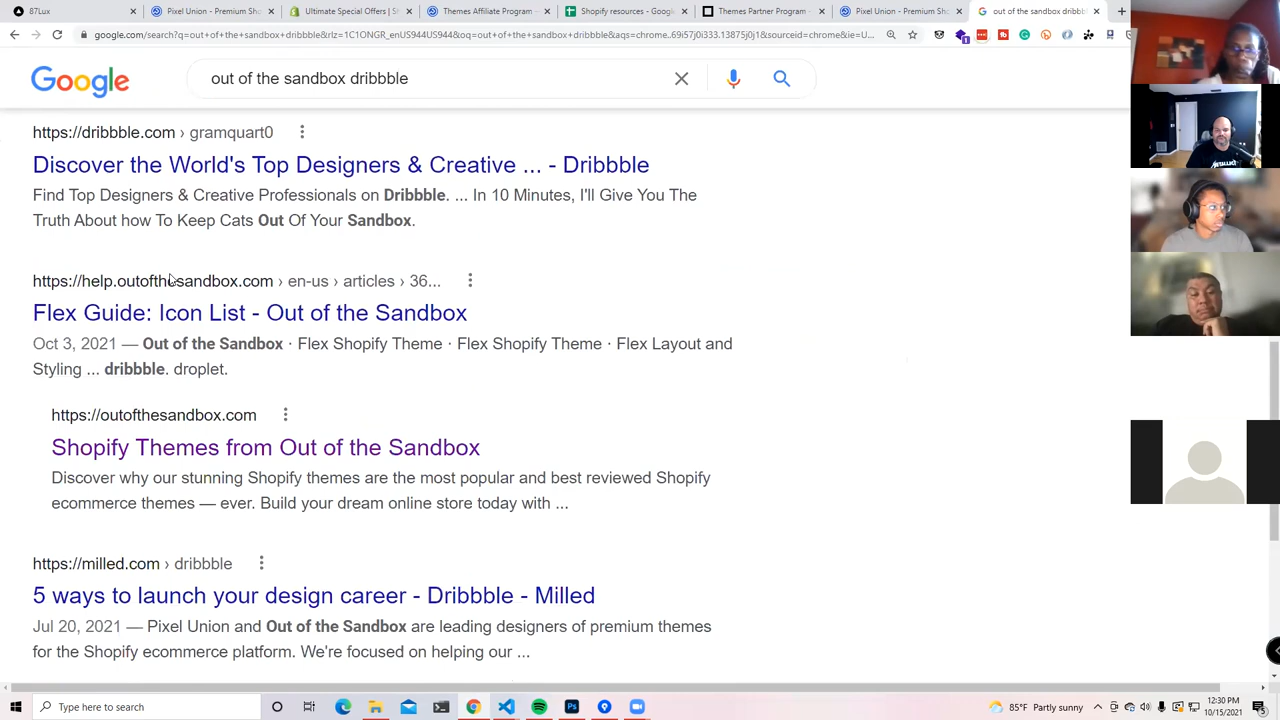 87Lux
Pixel Union - Premium Sho
Ultimate Special Offers | Sh
Themes Affiliate Program -
Shopify resources - Google
Themes Partner Program -
Pixel Union - Premium Sho
out of the sandbox dribbbl
google.com/search?q=out+of+the+sandbox+dribbble&rlz=1C1ONGR_enUS944US944&oq=out+of+the+sandbox+dribbble&aqs=chrome..69i57j0i333.13875j0j1&sourceid=chrome&ie=U...
Google
out of the sandbox dribbble
https://dribbble.com › gramquart0
Discover the World's Top Designers & Creative ... - Dribbble
Find Top Designers & Creative Professionals on Dribbble. ... In 10 Minutes, I'll Give You The
Truth About how To Keep Cats Out Of Your Sandbox.
https://help.outofthesandbox.com › en-us › articles › 36...
Flex Guide: Icon List - Out of the Sandbox
Oct 3, 2021 — Out of the Sandbox · Flex Shopify Theme · Flex Shopify Theme · Flex Layout and
Styling ... dribbble. droplet.
https://outofthesandbox.com
Shopify Themes from Out of the Sandbox
Discover why our stunning Shopify themes are the most popular and best reviewed Shopify
ecommerce themes — ever. Build your dream online store today with ...
https://milled.com › dribbble
5 ways to launch your design career - Dribbble - Milled
Jul 20, 2021 — Pixel Union and Out of the Sandbox are leading designers of premium themes
for the Shopify ecommerce platform. We're focused on helping our ...
METALLICA
Type here to search
85°F Partly sunny
12:30 PM
10/15/2021